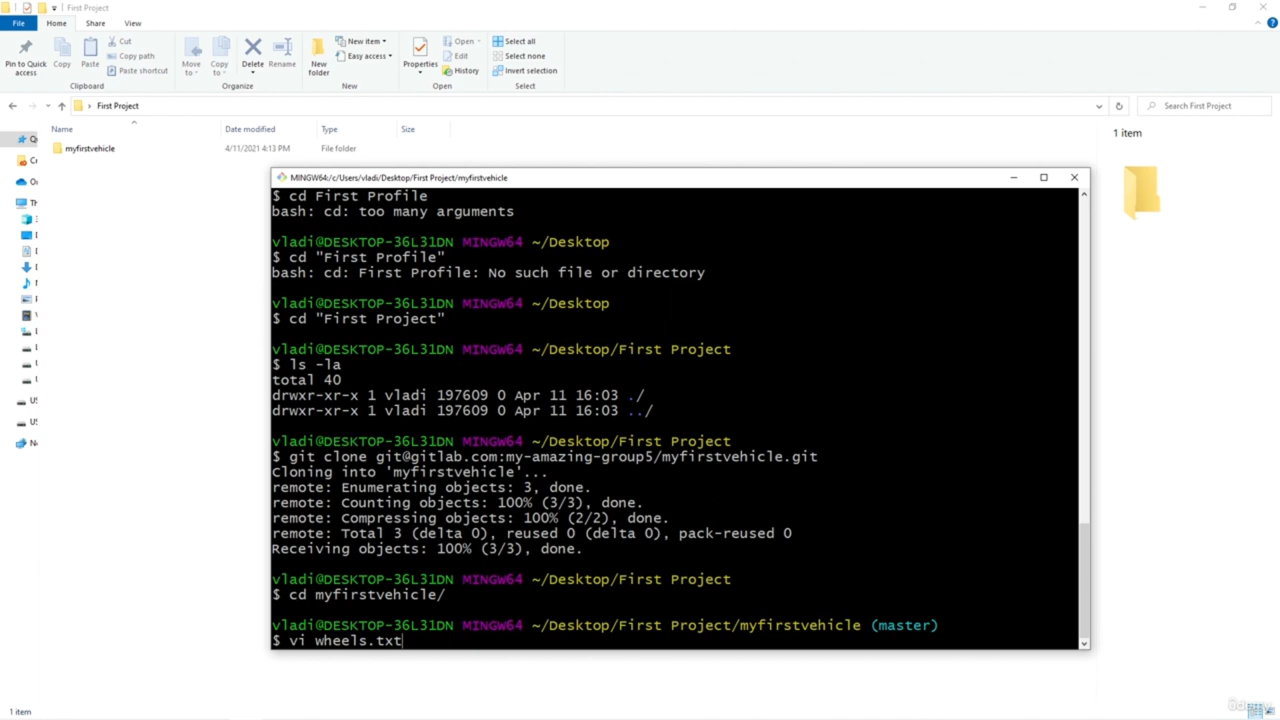 First Project
File Home Share View
Pin to Quick access
Copy
Paste
Cut
Copy path
Paste shortcut
Clipboard
Move to
Copy to
Delete
Rename
Organize
New folder
New item
Easy access
New
Properties
Open
Edit
History
Open
Select all
Select none
Invert selection
Select
First Project
Search First Project
Name Date modified Type Size
myfirstvehicle 4/11/2021 4:13 PM File folder
1 item
MINGW64:/c/Users/vladi/Desktop/First Project/myfirstvehicle
$ cd First Profile
bash: cd: too many arguments
vladi@DESKTOP-36L31DN MINGW64 ~/Desktop
$ cd "First Profile"
bash: cd: First Profile: No such file or directory
vladi@DESKTOP-36L31DN MINGW64 ~/Desktop
$ cd "First Project"
vladi@DESKTOP-36L31DN MINGW64 ~/Desktop/First Project
$ ls -la
total 40
drwxr-xr-x 1 vladi 197609 0 Apr 11 16:03 ./
drwxr-xr-x 1 vladi 197609 0 Apr 11 16:03 ../
vladi@DESKTOP-36L31DN MINGW64 ~/Desktop/First Project
$ git clone git@gitlab.com:my-amazing-group5/myfirstvehicle.git
Cloning into 'myfirstvehicle'...
remote: Enumerating objects: 3, done.
remote: Counting objects: 100% (3/3), done.
remote: Compressing objects: 100% (2/2), done.
remote: Total 3 (delta 0), reused 0 (delta 0), pack-reused 0
Receiving objects: 100% (3/3), done.
vladi@DESKTOP-36L31DN MINGW64 ~/Desktop/First Project
$ cd myfirstvehicle/
vladi@DESKTOP-36L31DN MINGW64 ~/Desktop/First Project/myfirstvehicle (master)
$ vi wheels.txt
1 item